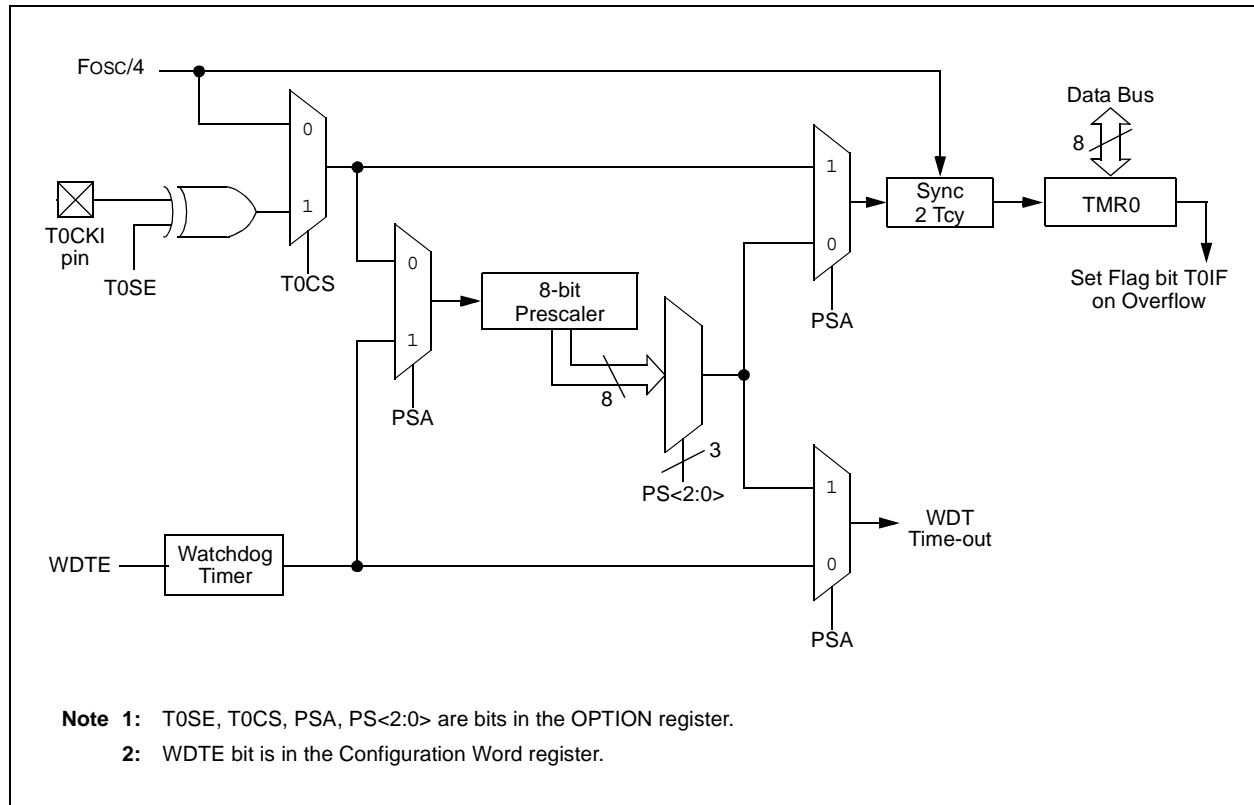 FOSC/4
Data Bus
8
0
1
1
0
T0CKI
pin
T0SE
T0CS
Sync
2 Tcy
TMR0
Set Flag bit T0IF
on Overflow
PSA
0
1
PSA
8-bit
Prescaler
8
3
PS<2:0>
1
0
WDT
Time-out
WDTE
Watchdog
Timer
PSA
Note 1: T0SE, T0CS, PSA, PS<2:0> are bits in the OPTION register.
2: WDTE bit is in the Configuration Word register.